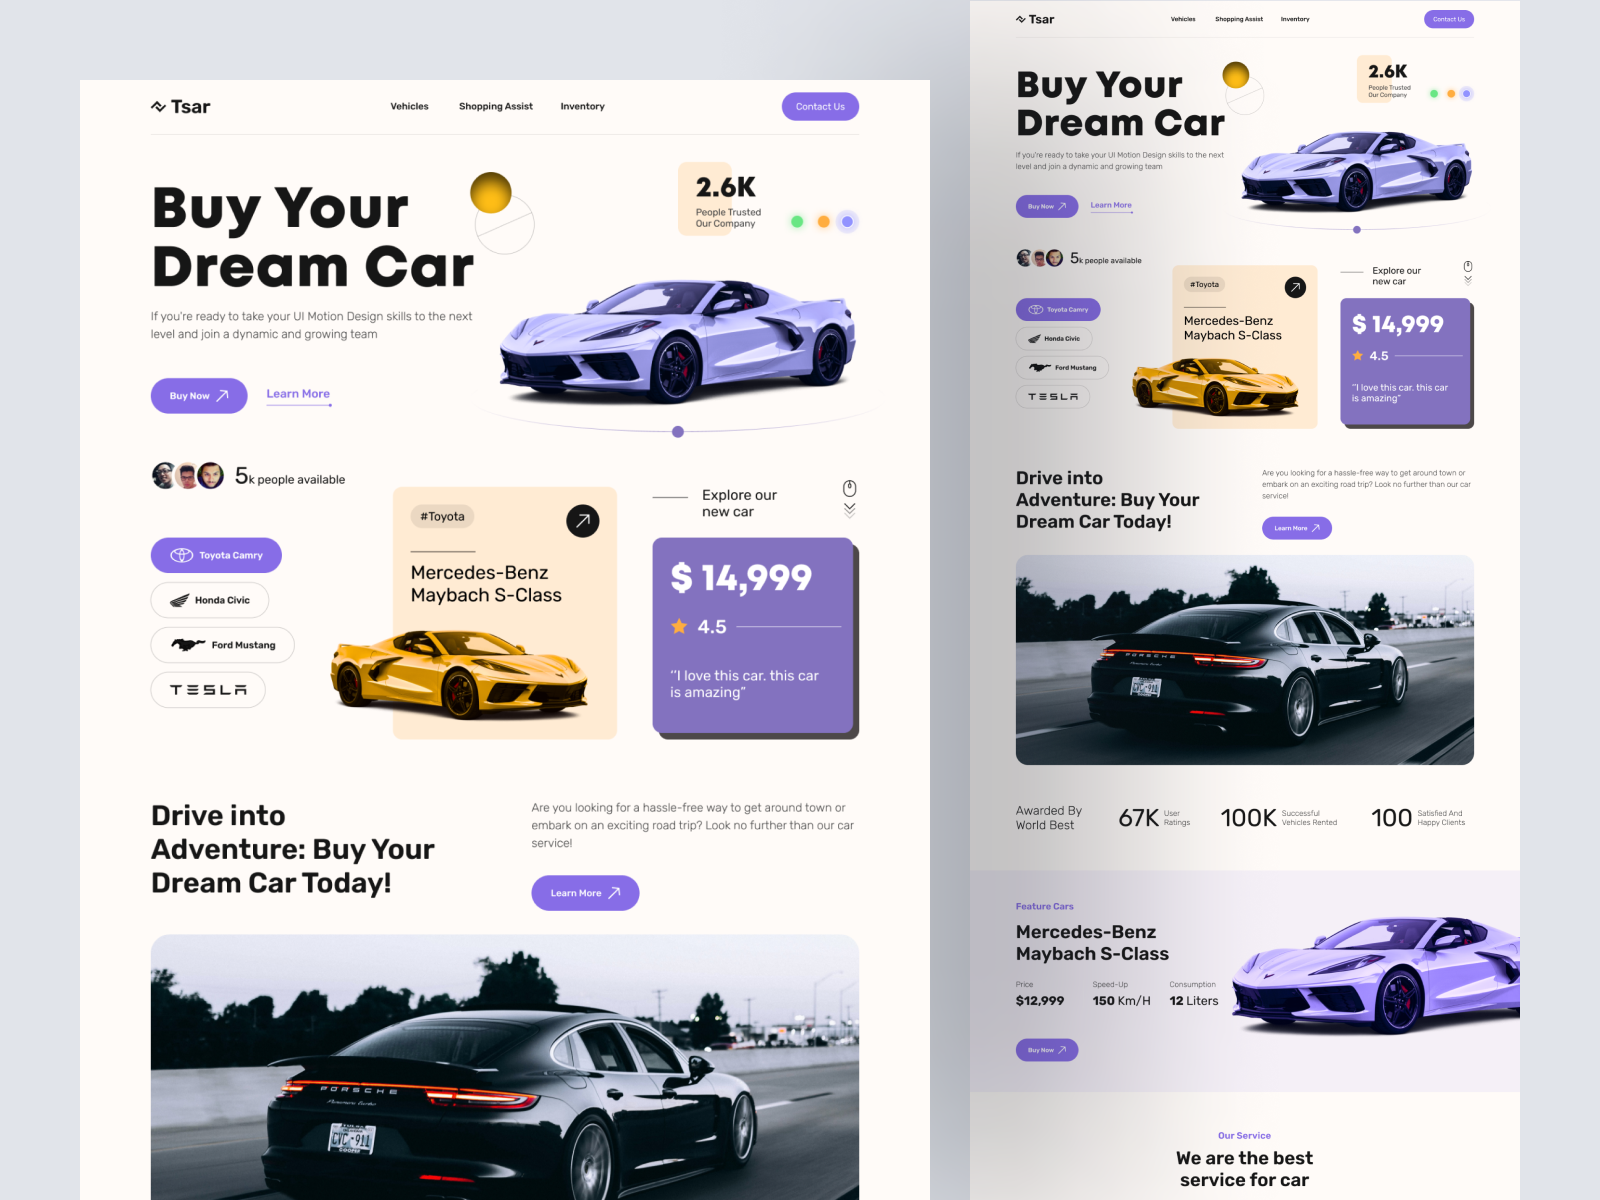 Tsar
Vehicles
Shopping Assist
Inventory
Contact Us
Buy Your
Dream Car
If you're ready to take your UI Motion Design skills to the next
level and join a dynamic and growing team
Buy Now
Learn More
2.6K
People Trusted
Our Company
5k people available
Toyota Camry
Honda Civic
Ford Mustang
TESLA
#Toyota
Mercedes-Benz
Maybach S-Class
Explore our
new car
$ 14,999
4.5
"I love this car. this car
is amazing"
Drive into
Adventure: Buy Your
Dream Car Today!
Are you looking for a hassle-free way to get around town or
embark on an exciting road trip? Look no further than our car
service!
Learn More
PORSCHE
Panamera turbo
CVC·911
Tsar
Vehicles
Shopping Assist
Inventory
Contact Us
Buy Your
Dream Car
If you're ready to take your UI Motion Design skills to the next
level and join a dynamic and growing team
Buy Now
Learn More
2.6K
People Trusted
Our Company
5k people available
Toyota Camry
Honda Civic
Ford Mustang
TESLA
#Toyota
Mercedes-Benz
Maybach S-Class
Explore our
new car
$ 14,999
4.5
"I love this car. this car
is amazing"
Drive into
Adventure: Buy Your
Dream Car Today!
Are you looking for a hassle-free way to get around town or
embark on an exciting road trip? Look no further than our car
service!
Learn More
PORSCHE
Panamera turbo
CVC·911
Awarded By
World Best
67K User
Ratings
100K Successful
Vehicles Rented
100 Satisfied And
Happy Clients
Feature Cars
Mercedes-Benz
Maybach S-Class
Price
$12,999
Speed-Up
150 Km/H
Consumption
12 Liters
Buy Now
Our Service
We are the best
service for car